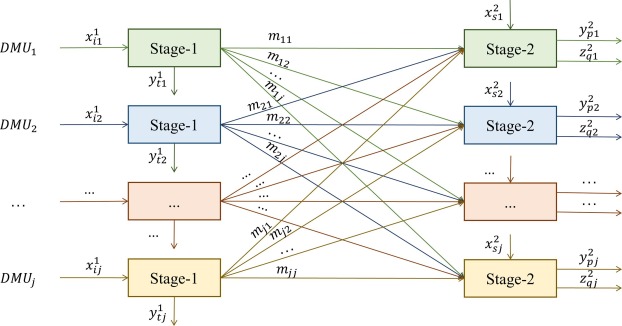 x_{s1}^2
DMU_1 x_{i1}^1 Stage-1 m_{11} Stage-2 y_{p1}^2
z_{q1}^2
m_{12}
...
y_{t1}^1 m_{1j}
x_{s2}^2
m_{21}
DMU_2 x_{i2}^1 Stage-1 m_{22} Stage-2 y_{p2}^2
z_{q2}^2
...
y_{t2}^1 m_{2j}
...
... ... ... ... ... ...
...
...
...
... m_{j1} m_{j2} x_{sj}^2
...
DMU_j x_{ij}^1 Stage-1 m_{jj} Stage-2 y_{pj}^2
z_{qj}^2
y_{tj}^1